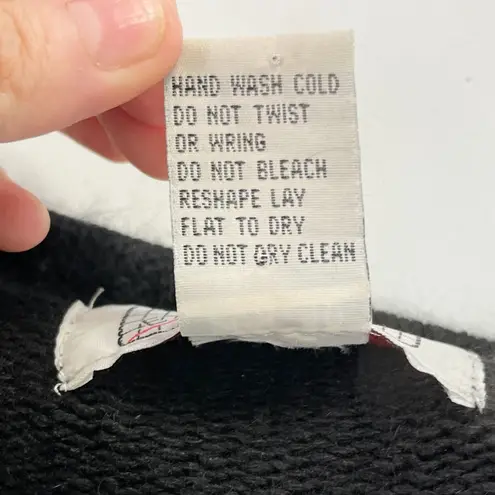 HAND WASH COLD
DO NOT TWIST
OR WRING
DO NOT BLEACH
RESHAPE LAY
FLAT TO DRY
DO NOT DRY CLEAN